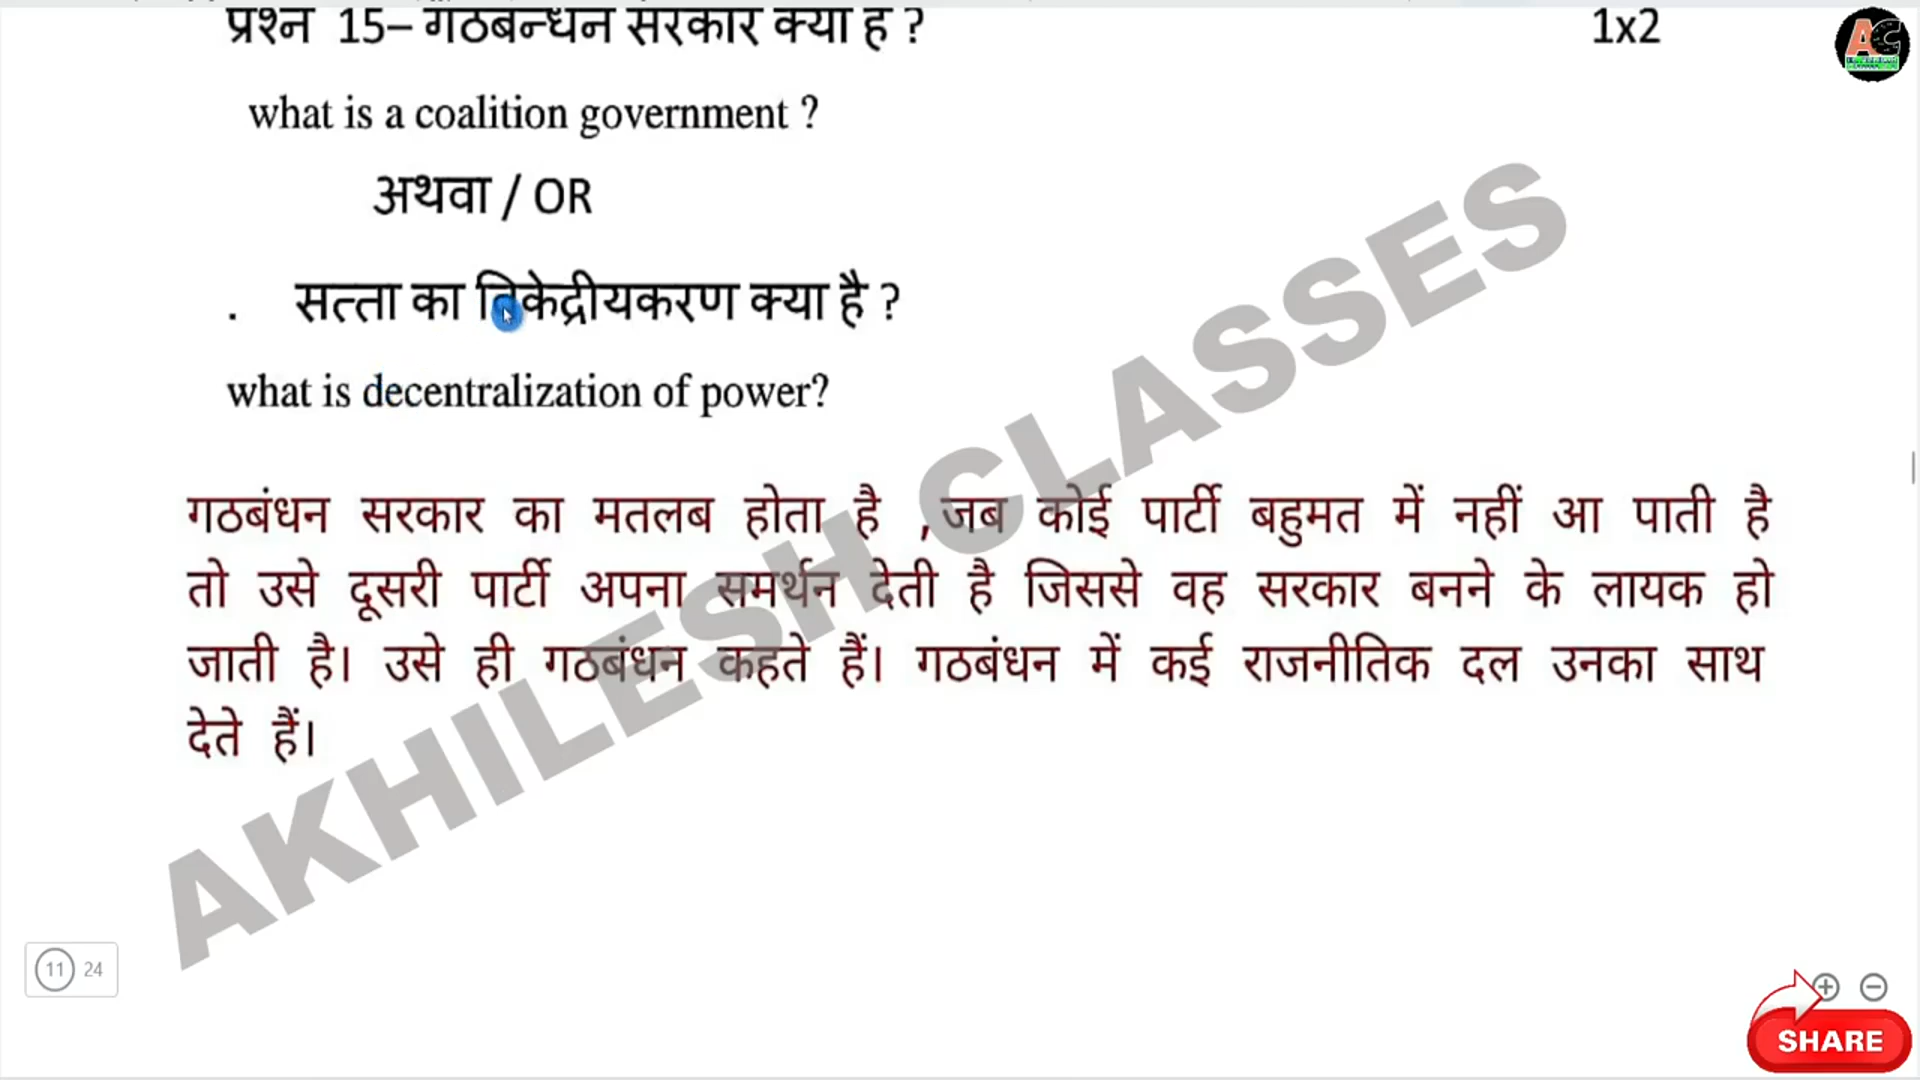 प्रश्न 15– गठबन्धन सरकार क्या है ? 1x2
what is a coalition government ?
अथवा / OR
. सत्ता का विकेद्रीयकरण क्या है ?
what is decentralization of power?
गठबंधन सरकार का मतलब होता है ,जब कोई पार्टी बहुमत में नहीं आ पाती है
तो उसे दूसरी पार्टी अपना समर्थन देती है जिससे वह सरकार बनने के लायक हो
जाती है। उसे ही गठबंधन कहते हैं। गठबंधन में कई राजनीतिक दल उनका साथ
देते हैं।
AKHILESH CLASSES
11 24
SHARE
AC